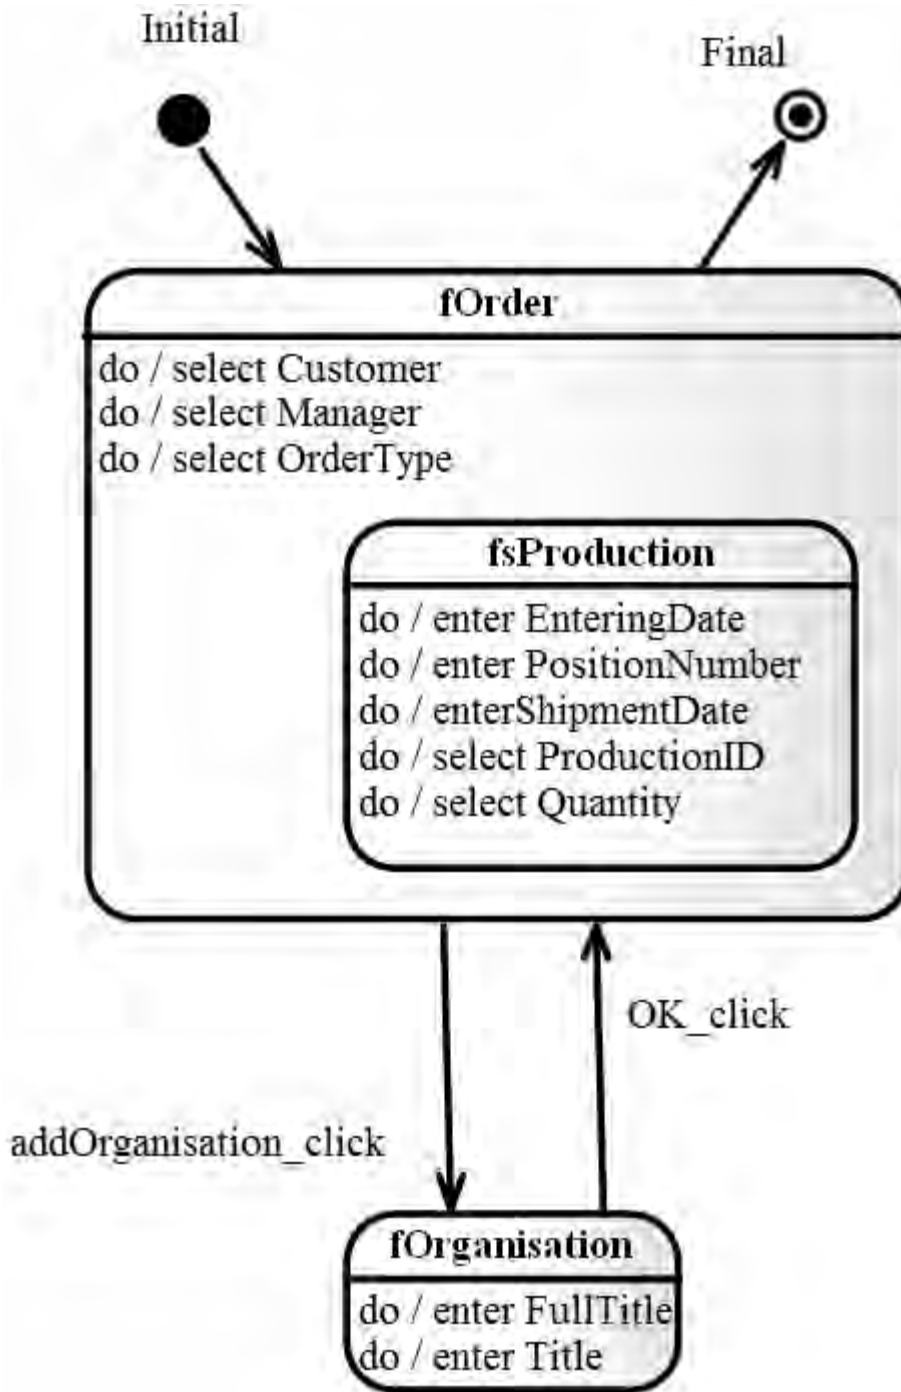 Initial
Final
fOrder
do / select Customer
do / select Manager
do / select OrderType
fsProduction
do / enter EnteringDate
do / enter PositionNumber
do / enterShipmentDate
do / select ProductionID
do / select Quantity
OK_click
addOrganisation_click
fOrganisation
do / enter FullTitle
do / enter Title